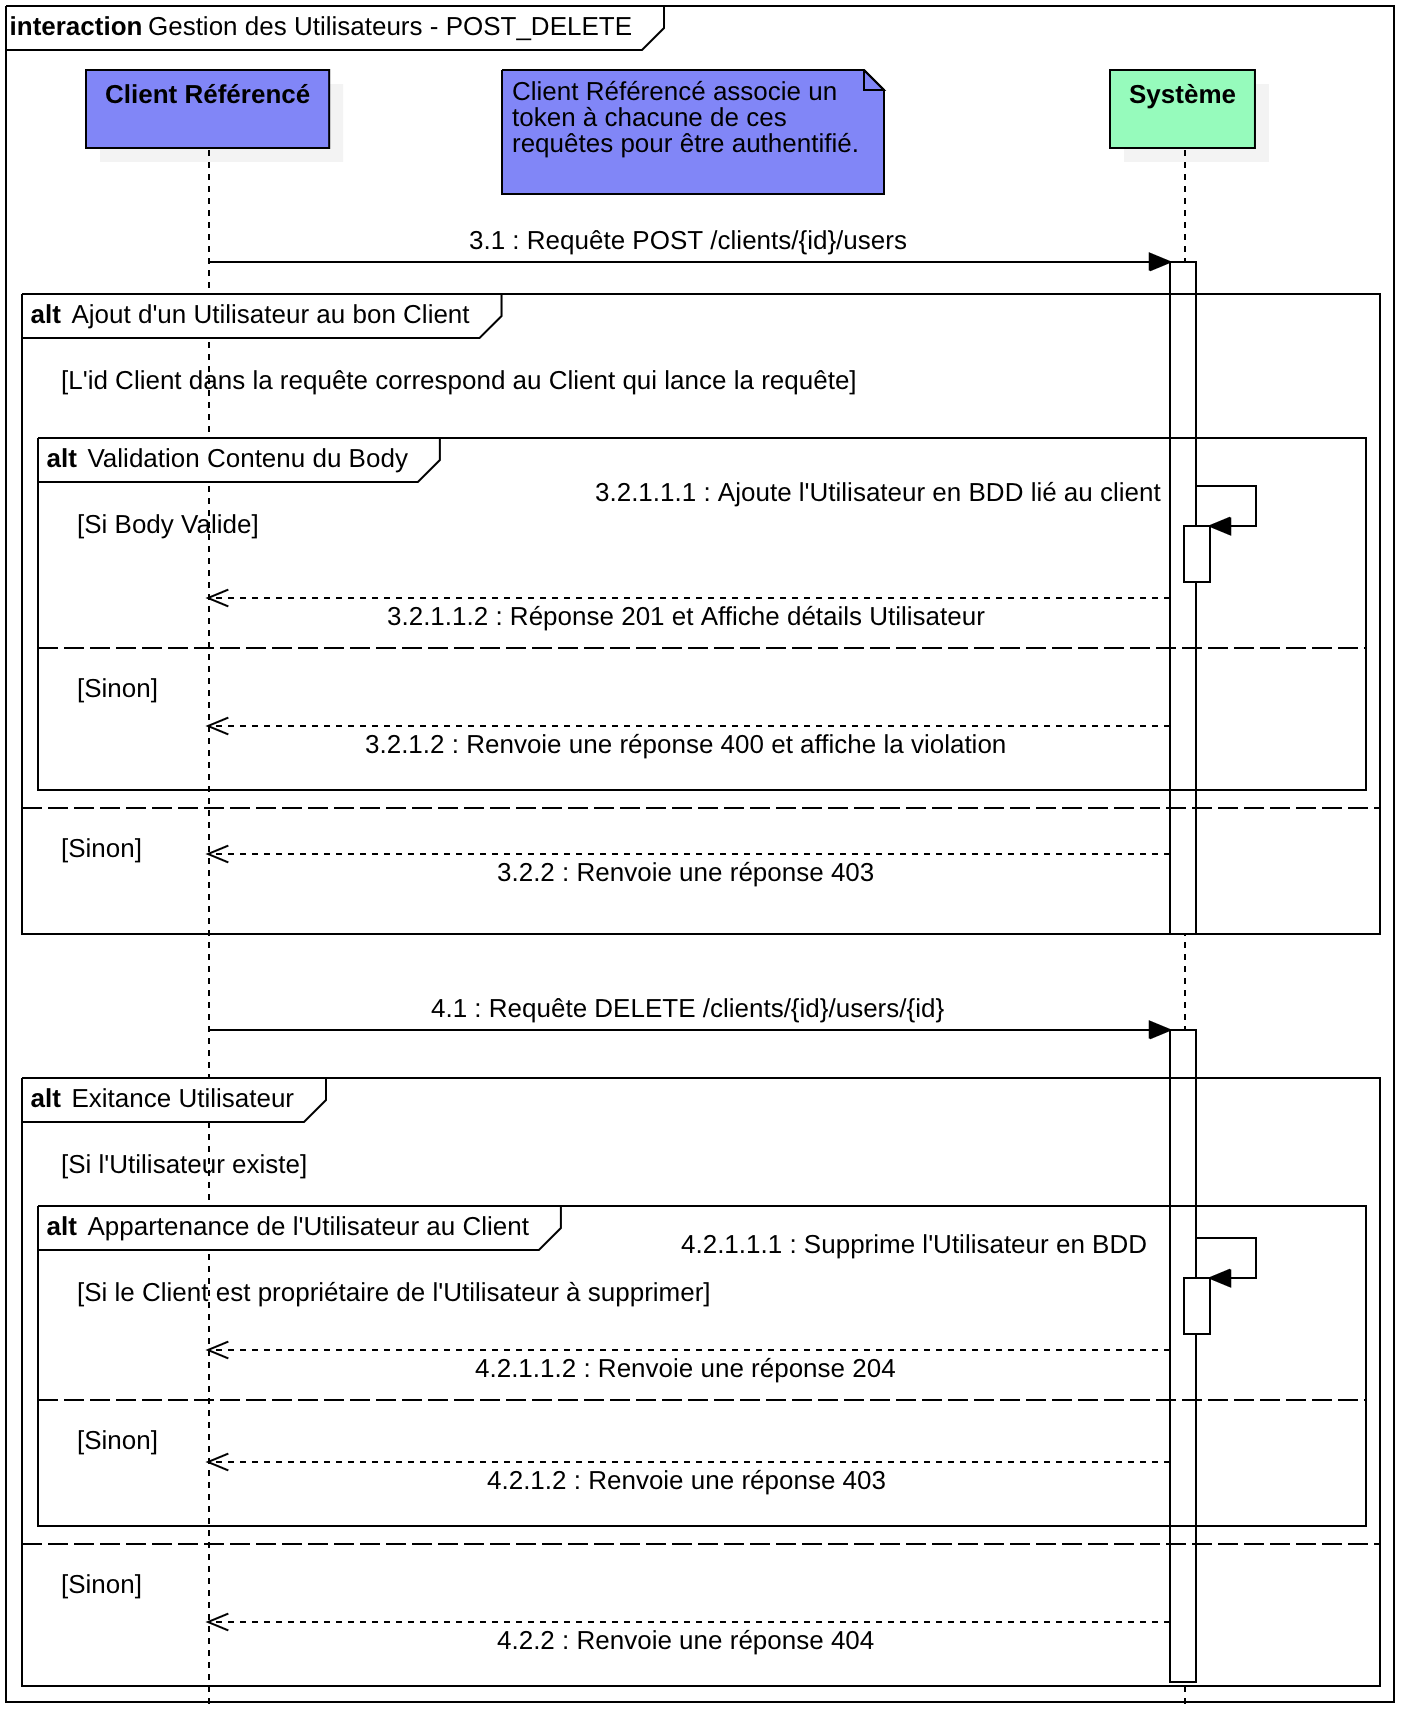 interaction Gestion des Utilisateurs - POST_DELETE
Client Référencé
Client Référencé associe un
token à chacune de ces
requêtes pour être authentifié.
Système
3.1 : Requête POST /clients/{id}/users
alt Ajout d'un Utilisateur au bon Client
[L'id Client dans la requête correspond au Client qui lance la requête]
alt Validation Contenu du Body
3.2.1.1.1 : Ajoute l'Utilisateur en BDD lié au client
[Si Body Valide]
3.2.1.1.2 : Réponse 201 et Affiche détails Utilisateur
[Sinon]
3.2.1.2 : Renvoie une réponse 400 et affiche la violation
[Sinon]
3.2.2 : Renvoie une réponse 403
4.1 : Requête DELETE /clients/{id}/users/{id}
alt Exitance Utilisateur
[Si l'Utilisateur existe]
alt Appartenance de l'Utilisateur au Client
4.2.1.1.1 : Supprime l'Utilisateur en BDD
[Si le Client est propriétaire de l'Utilisateur à supprimer]
4.2.1.1.2 : Renvoie une réponse 204
[Sinon]
4.2.1.2 : Renvoie une réponse 403
[Sinon]
4.2.2 : Renvoie une réponse 404